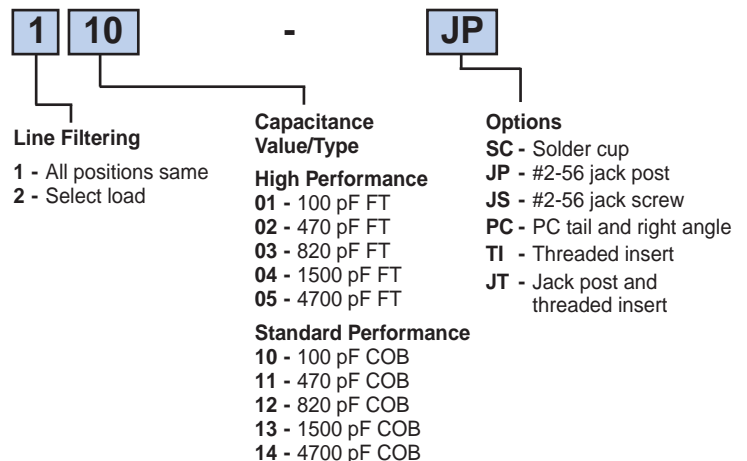 1 10 - JP
Line Filtering
1 - All positions same
2 - Select load
Capacitance
Value/Type
High Performance
01 - 100 pF FT
02 - 470 pF FT
03 - 820 pF FT
04 - 1500 pF FT
05 - 4700 pF FT
Standard Performance
10 - 100 pF COB
11 - 470 pF COB
12 - 820 pF COB
13 - 1500 pF COB
14 - 4700 pF COB
Options
SC - Solder cup
JP - #2-56 jack post
JS - #2-56 jack screw
PC - PC tail and right angle
TI - Threaded insert
JT - Jack post and
threaded insert